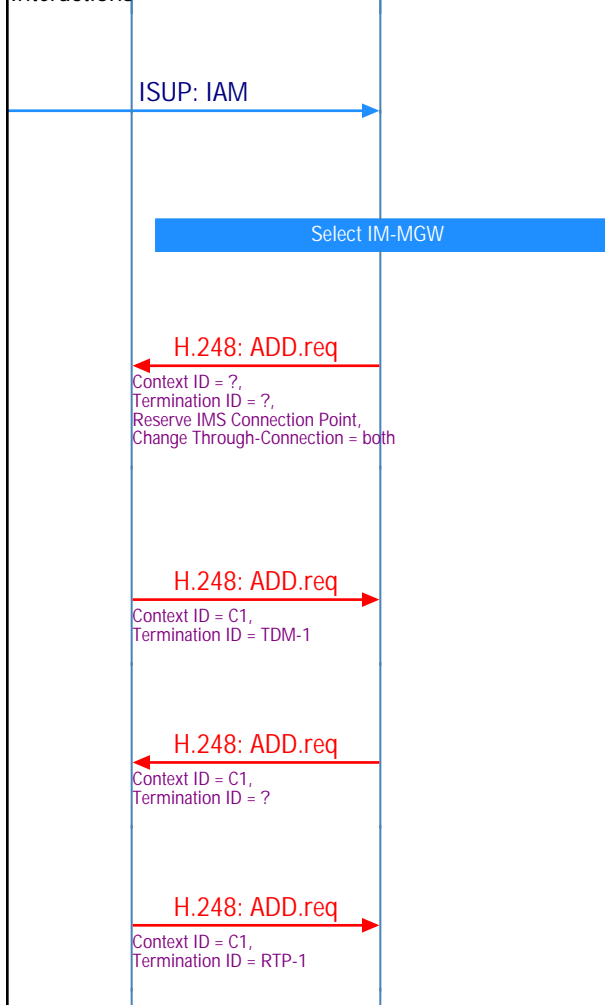 ISUP: IAM
Select IM-MGW
H.248: ADD.req
Context ID = ?,
Termination ID = ?,
Reserve IMS Connection Point,
Change Through-Connection = both
H.248: ADD.req
Context ID = C1,
Termination ID = TDM-1
H.248: ADD.req
Context ID = C1,
Termination ID = ?
H.248: ADD.req
Context ID = C1,
Termination ID = RTP-1